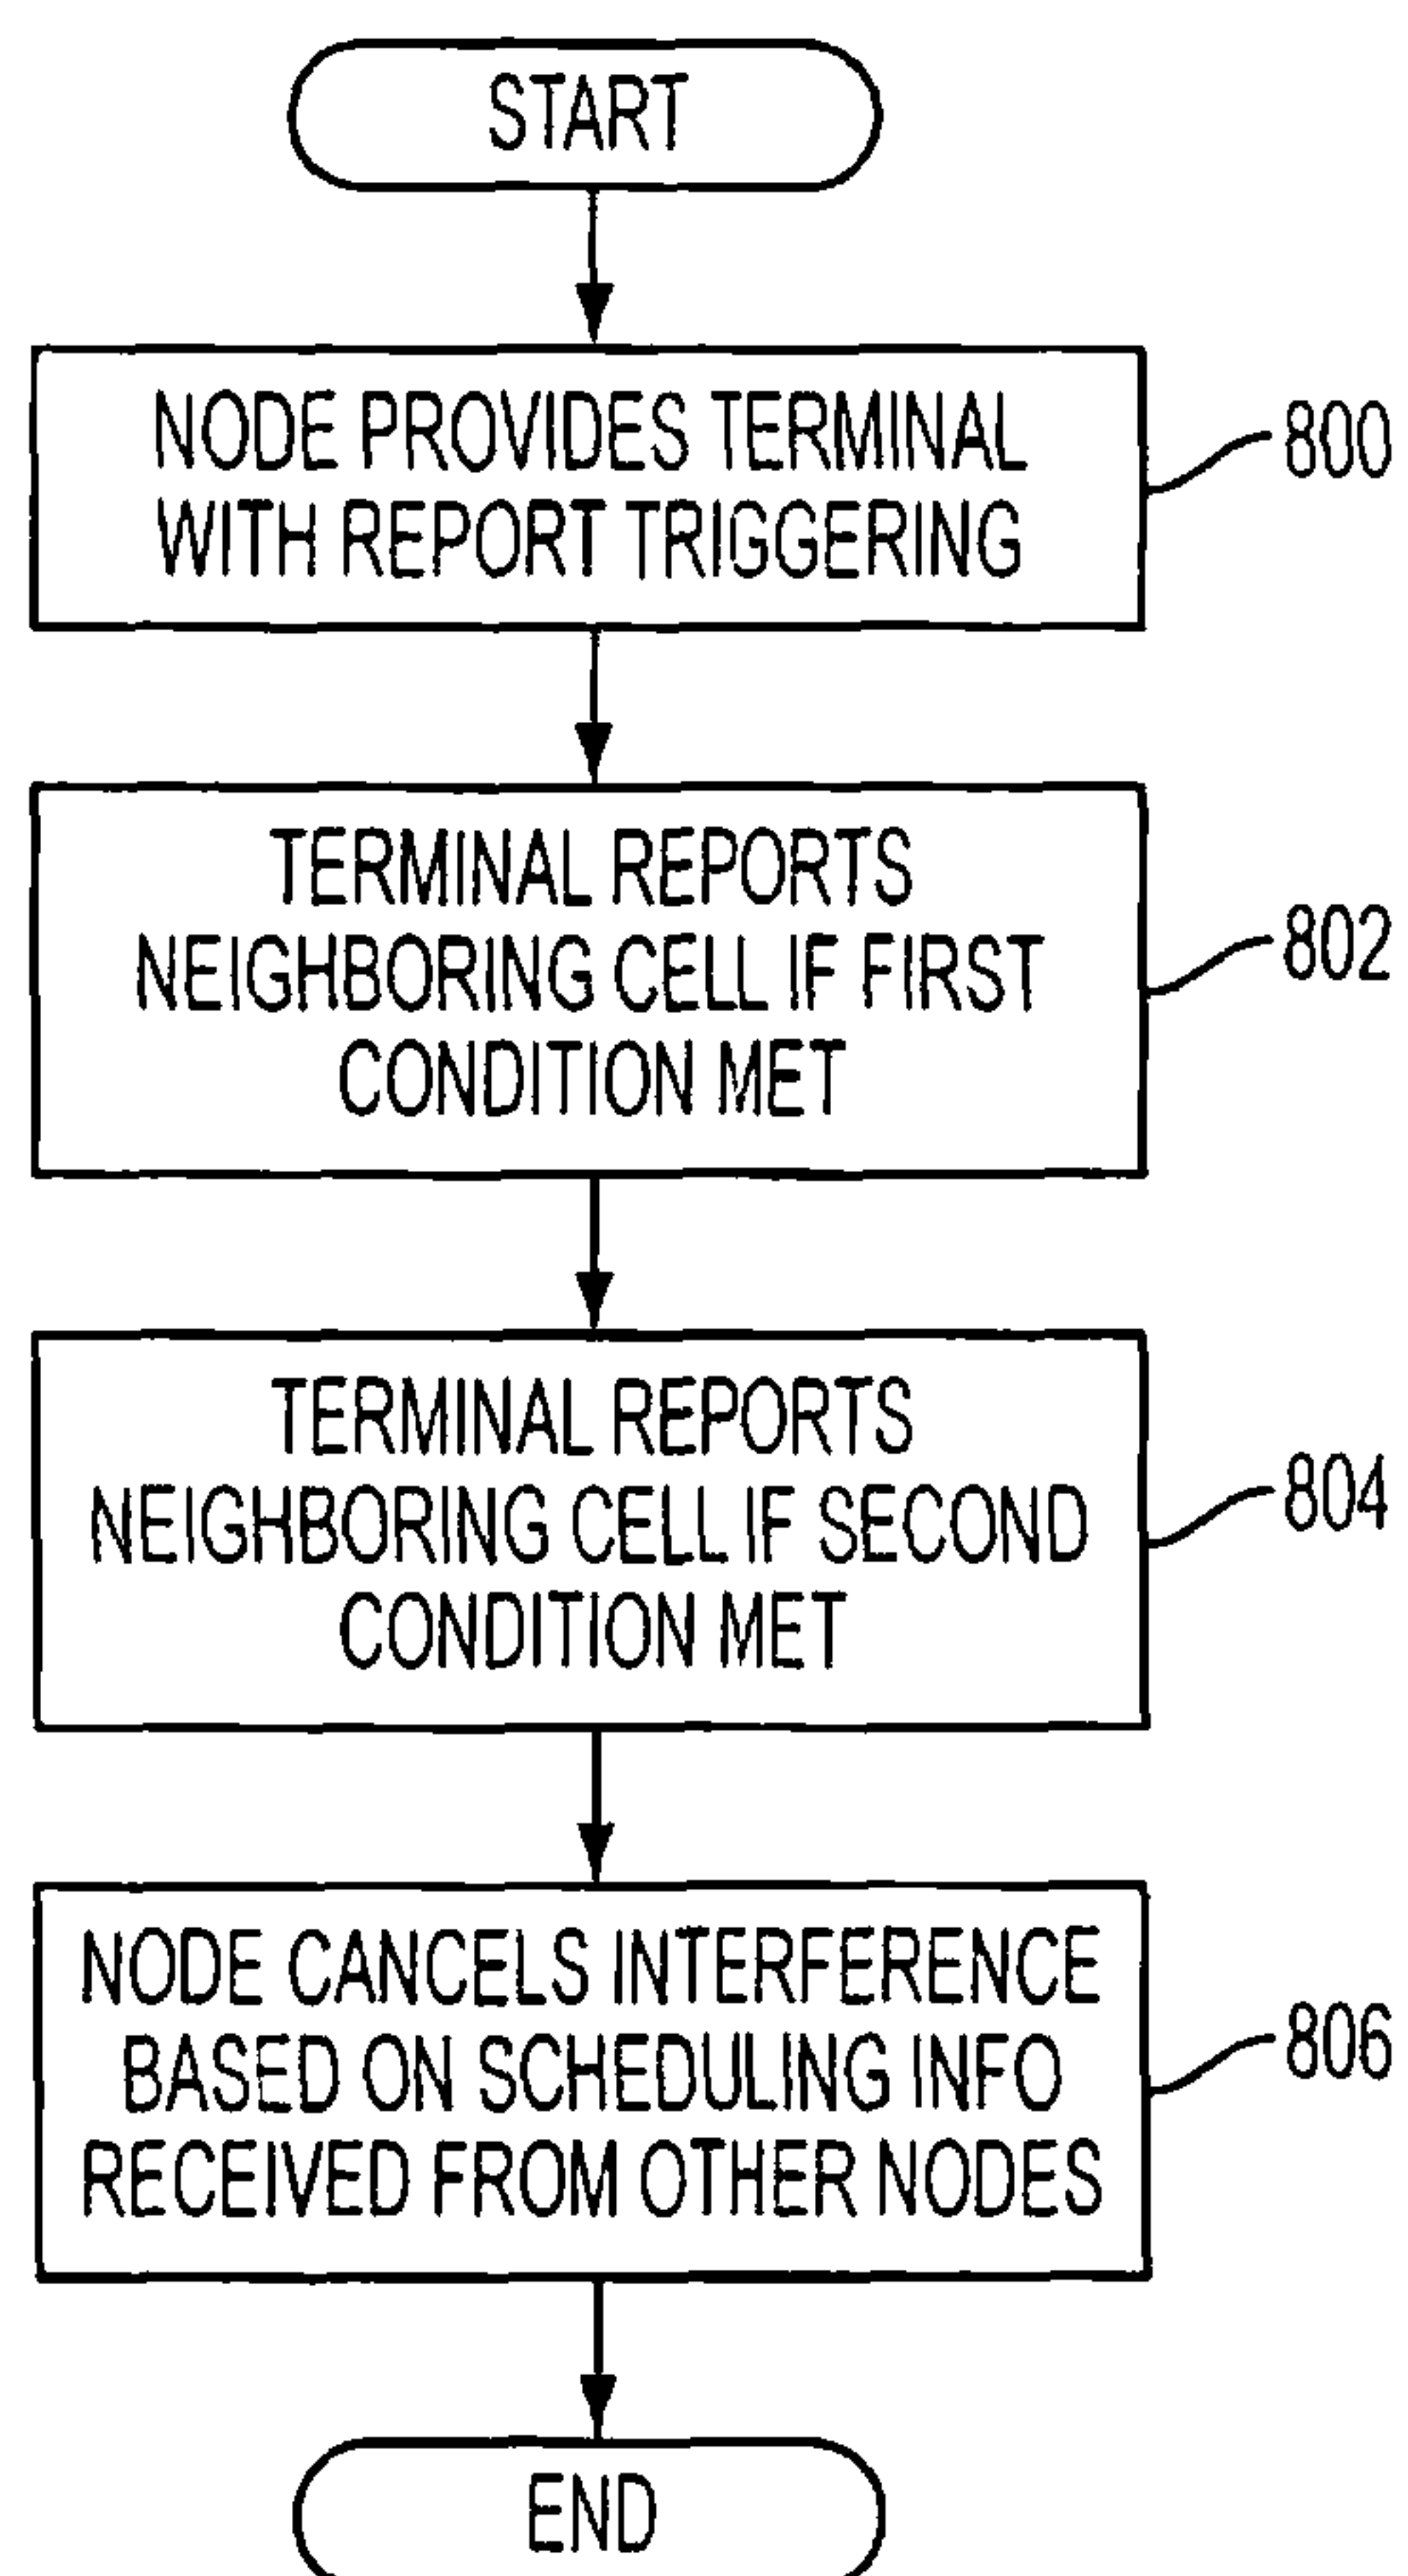 START
NODE PROVIDES TERMINAL
WITH REPORT TRIGGERING
800
TERMINAL REPORTS
NEIGHBORING CELL IF FIRST
CONDITION MET
802
TERMINAL REPORTS
NEIGHBORING CELL IF SECOND
CONDITION MET
804
NODE CANCELS INTERFERENCE
BASED ON SCHEDULING INFO
RECEIVED FROM OTHER NODES
806
END